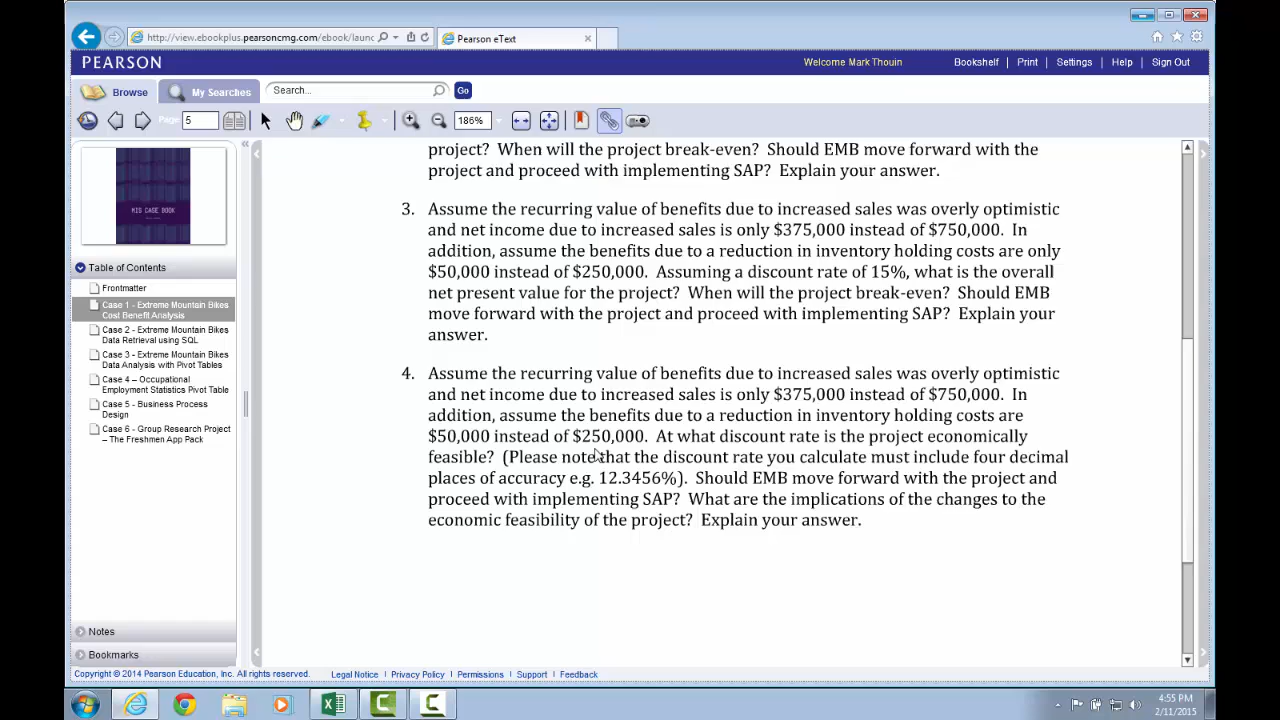 http://view.ebookplus.pearsoncmg.com/ebook/launc
Pearson eText
PEARSON
Welcome Mark Thouin
Bookshelf | Print | Settings | Help | Sign Out
Browse
My Searches
Search...
Go
Page
5
186%
MIS CASE BOOK
Table of Contents
Frontmatter
Case 1 - Extreme Mountain Bikes
Cost Benefit Analysis
Case 2 - Extreme Mountain Bikes
Data Retrieval using SQL
Case 3 - Extreme Mountain Bikes
Data Analysis with Pivot Tables
Case 4 – Occupational
Employment Statistics Pivot Table
Case 5 - Business Process
Design
Case 6 - Group Research Project
– The Freshmen App Pack
Notes
Bookmarks
project? When will the project break-even? Should EMB move forward with the
project and proceed with implementing SAP? Explain your answer.
3. Assume the recurring value of benefits due to increased sales was overly optimistic
and net income due to increased sales is only $375,000 instead of $750,000. In
addition, assume the benefits due to a reduction in inventory holding costs are only
$50,000 instead of $250,000. Assuming a discount rate of 15%, what is the overall
net present value for the project? When will the project break-even? Should EMB
move forward with the project and proceed with implementing SAP? Explain your
answer.
4. Assume the recurring value of benefits due to increased sales was overly optimistic
and net income due to increased sales is only $375,000 instead of $750,000. In
addition, assume the benefits due to a reduction in inventory holding costs are
$50,000 instead of $250,000. At what discount rate is the project economically
feasible? (Please note that the discount rate you calculate must include four decimal
places of accuracy e.g. 12.3456%). Should EMB move forward with the project and
proceed with implementing SAP? What are the implications of the changes to the
economic feasibility of the project? Explain your answer.
Copyright © 2014 Pearson Education, Inc. All rights reserved.
Legal Notice | Privacy Policy | Permissions | Support | Feedback
4:55 PM
2/11/2015